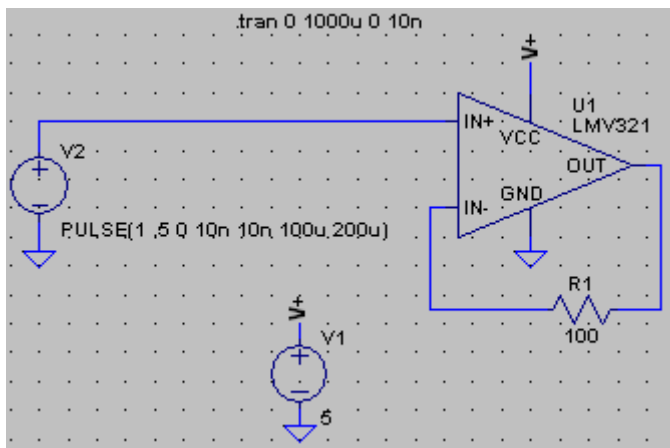 .tran 0 1000u 0 10n
V+
U1
LMV321
IN+
VCC
OUT
V2
GND
IN-
PULSE(1 .5 0 10n 10n 100u 200u)
R1
100
V+
V1
5